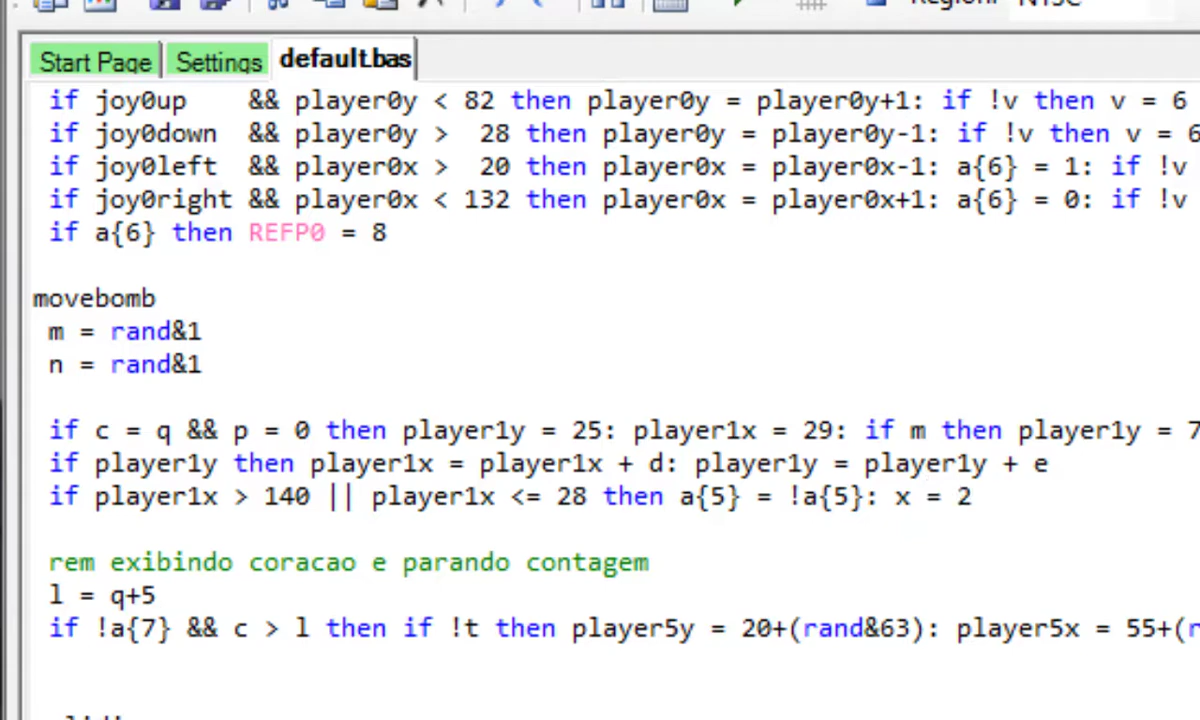 Region: NTSC
Start Page Settings default.bas
if joy0up && player0y < 82 then player0y = player0y+1: if !v then v = 6
if joy0down && player0y > 28 then player0y = player0y-1: if !v then v = 6
if joy0left && player0x > 20 then player0x = player0x-1: a{6} = 1: if !v
if joy0right && player0x < 132 then player0x = player0x+1: a{6} = 0: if !v
if a{6} then REFP0 = 8
movebomb
m = rand&1
n = rand&1
if c = q && p = 0 then player1y = 25: player1x = 29: if m then player1y = 7
if player1y then player1x = player1x + d: player1y = player1y + e
if player1x > 140 || player1x <= 28 then a{5} = !a{5}: x = 2
rem exibindo coracao e parando contagem
l = q+5
if !a{7} && c > l then if !t then player5y = 20+(rand&63): player5x = 55+(r